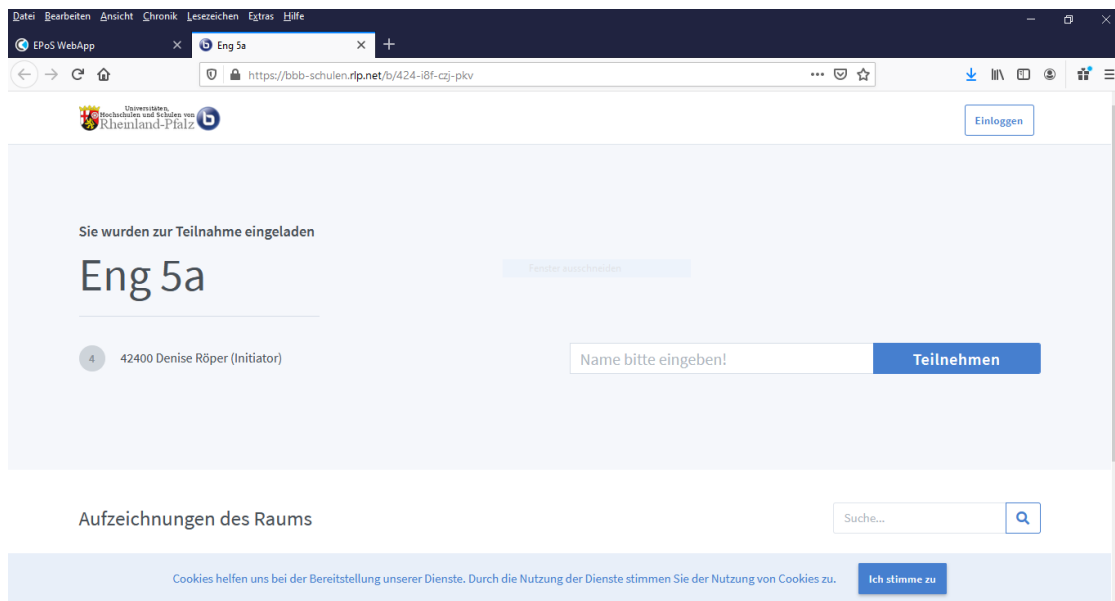 Datei Bearbeiten Ansicht Chronik Lesezeichen Extras Hilfe
EPoS WebApp
Eng 5a
https://bbb-schulen.rlp.net/b/424-i8f-czj-pkv
Universitäten,
Hochschulen und Schulen von
Rheinland-Pfalz
b
Einloggen
Sie wurden zur Teilnahme eingeladen
Eng 5a
Fenster ausschneiden
4 42400 Denise Röper (Initiator)
Name bitte eingeben! Teilnehmen
Aufzeichnungen des Raums
Suche...
Cookies helfen uns bei der Bereitstellung unserer Dienste. Durch die Nutzung der Dienste stimmen Sie der Nutzung von Cookies zu.
Ich stimme zu